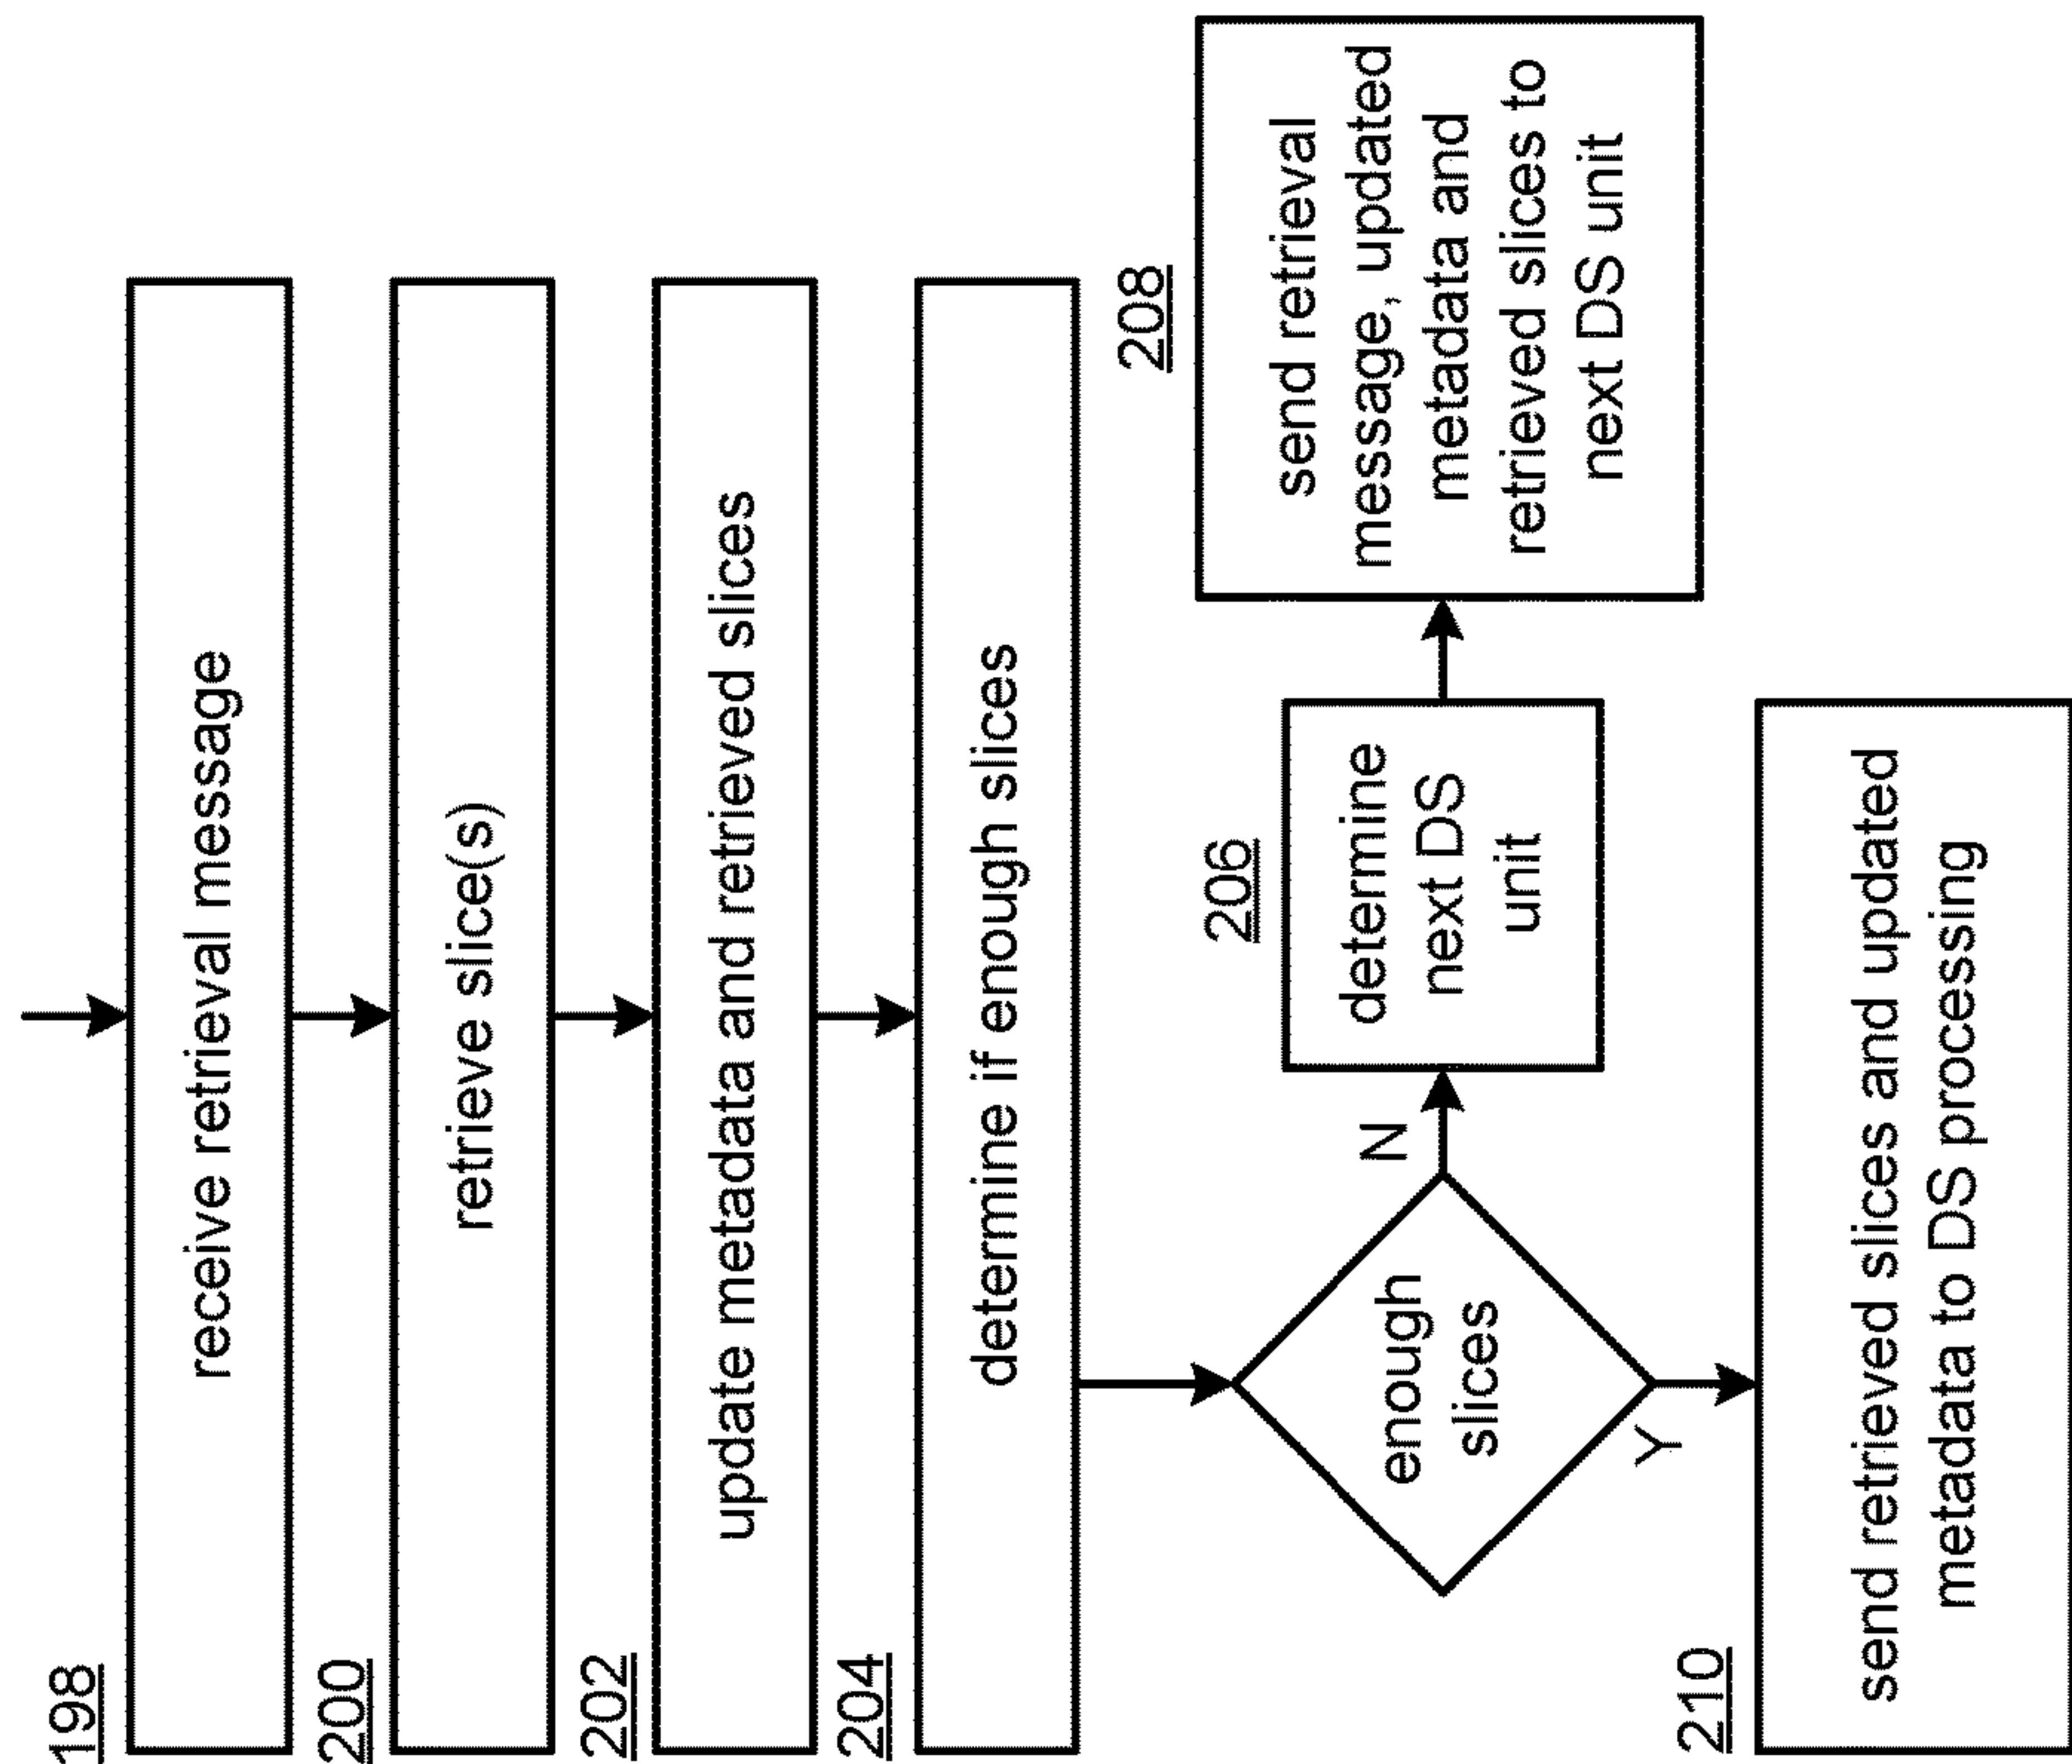 198
receive retrieval message
200
retrieve slice(s)
202
update metadata and retrieved slices
204
determine if enough slices
enough
slices
N
206
determine
next DS
unit
208
send retrieval
message, updated
metadata and
retrieved slices to
next DS unit
Y
210
send retrieved slices and updated
metadata to DS processing